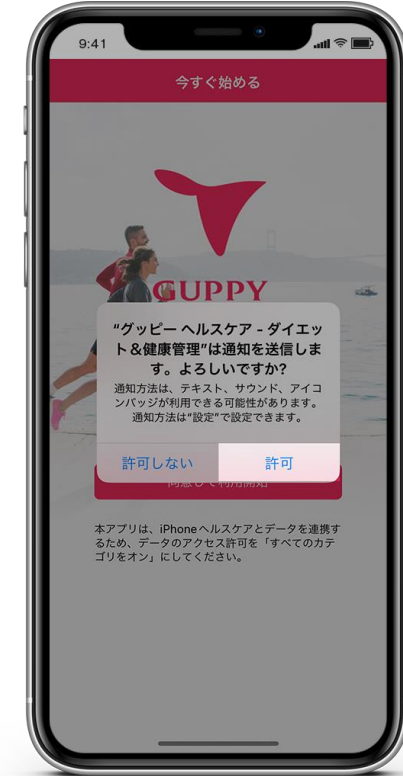 9:41
今すぐ始める
GUPPY
“グッピー ヘルスケア - ダイエッ
ト＆健康管理”は通知を送信しま
す。よろしいですか?
通知方法は、テキスト、サウンド、アイコ
ンバッジが利用できる可能性があります。
通知方法は“設定”で設定できます。
許可しない
許可
同意して利用開始
本アプリは、iPhoneヘルスケアとデータを連携す
るため、データのアクセス許可を「すべてのカテ
ゴリをオン」にしてください。